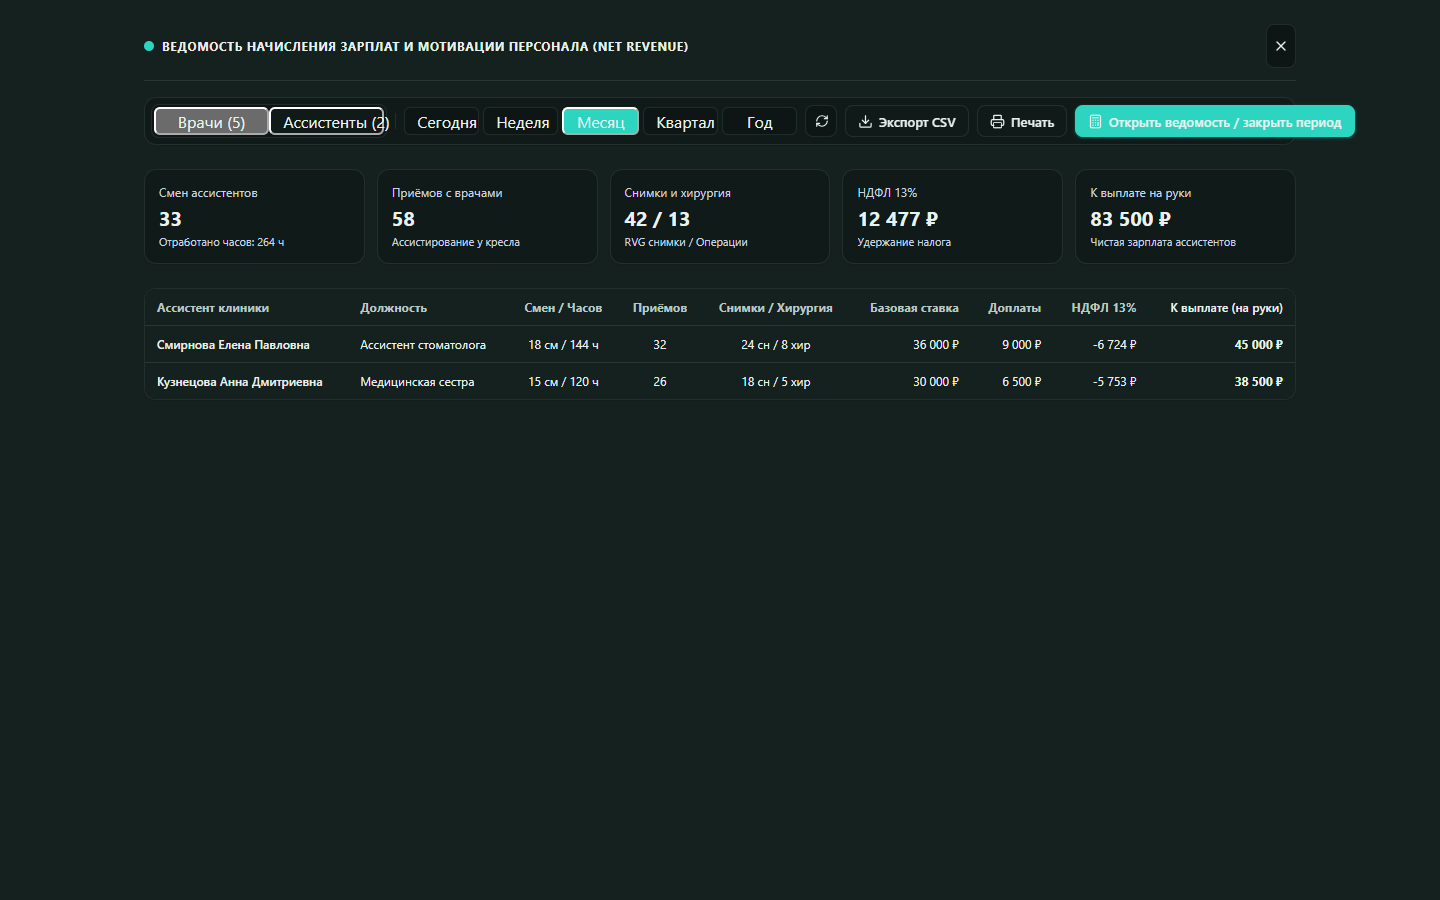 ВЕДОМОСТЬ НАЧИСЛЕНИЯ ЗАРПЛАТ И МОТИВАЦИИ ПЕРСОНАЛА (NET REVENUE)
Врачи (5) Ассистенты (2) Сегодня Неделя Месяц Квартал Год Экспорт CSV Печать Открыть ведомость / закрыть период
Смен ассистентов
33
Отработано часов: 264 ч
Приёмов с врачами
58
Ассистирование у кресла
Снимки и хирургия
42 / 13
RVG снимки / Операции
НДФЛ 13%
12 477 ₽
Удержание налога
К выплате на руки
83 500 ₽
Чистая зарплата ассистентов
Ассистент клиники Должность Смен / Часов Приёмов Снимки / Хирургия Базовая ставка Доплаты НДФЛ 13% К выплате (на руки)
Смирнова Елена Павловна Ассистент стоматолога 18 см / 144 ч 32 24 сн / 8 хир 36 000 ₽ 9 000 ₽ -6 724 ₽ 45 000 ₽
Кузнецова Анна Дмитриевна Медицинская сестра 15 см / 120 ч 26 18 сн / 5 хир 30 000 ₽ 6 500 ₽ -5 753 ₽ 38 500 ₽